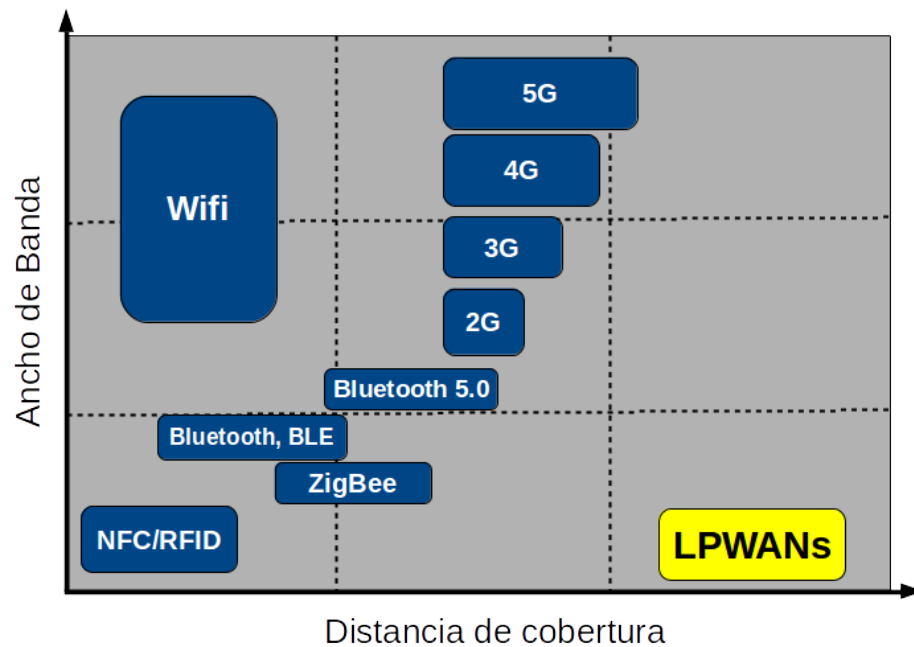 5G
4G
Wifi
3G
2G
Ancho de Banda
Bluetooth 5.0
Bluetooth, BLE
ZigBee
NFC/RFID
LPWANs
Distancia de cobertura